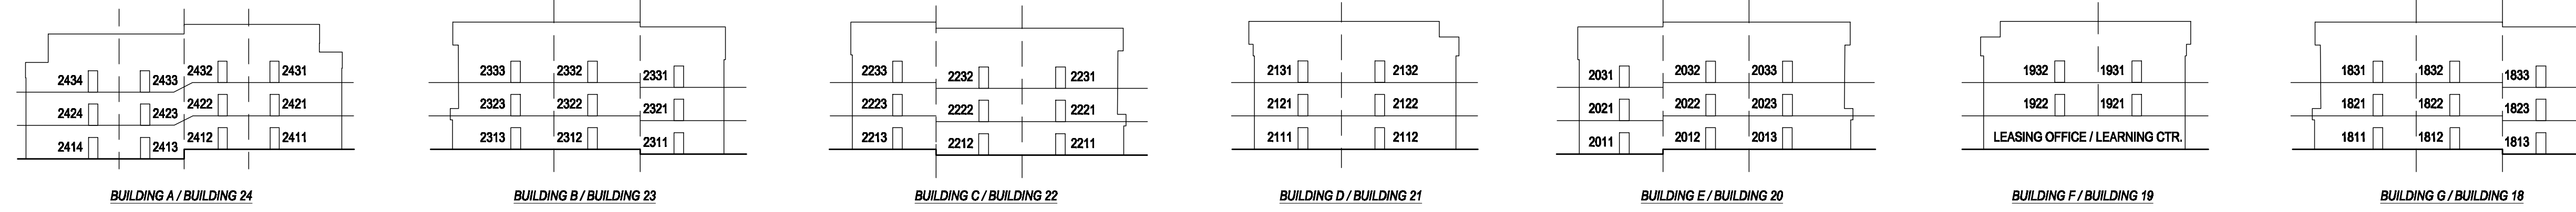 2434 2433 2432 2431
2424 2423 2422 2421
2414 2413 2412 2411
BUILDING A / BUILDING 24
2333 2332 2331
2323 2322 2321
2313 2312 2311
BUILDING B / BUILDING 23
2233 2232 2231
2223 2222 2221
2213 2212 2211
BUILDING C / BUILDING 22
2131 2132
2121 2122
2111 2112
BUILDING D / BUILDING 21
2031 2032 2033
2021 2022 2023
2011 2012 2013
BUILDING E / BUILDING 20
1932 1931
1922 1921
LEASING OFFICE / LEARNING CTR.
BUILDING F / BUILDING 19
1831 1832 1833
1821 1822 1823
1811 1812 1813
BUILDING G / BUILDING 18